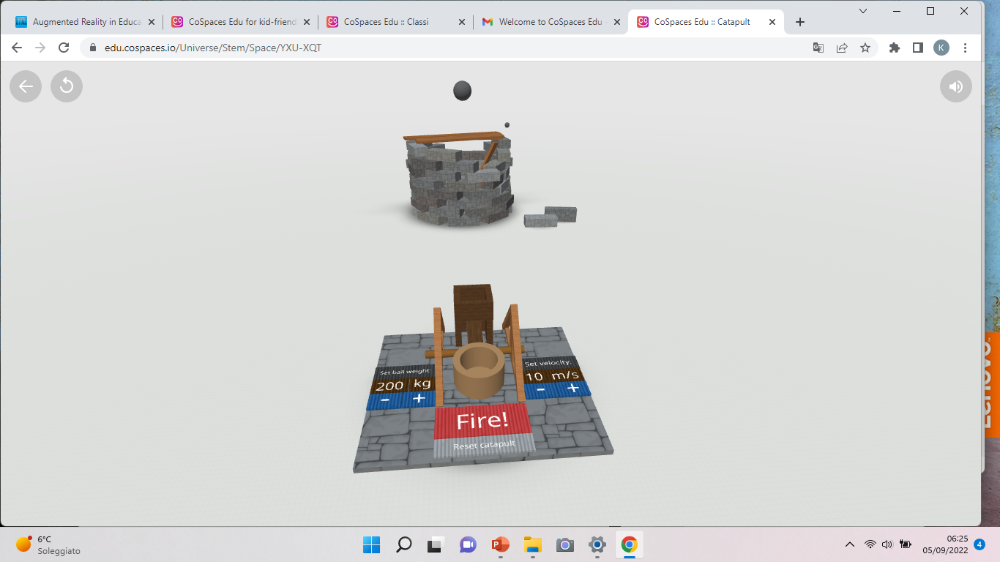 Augmented Reality in Educa
CoSpaces Edu for kid-friend
CoSpaces Edu :: Classi
Welcome to CoSpaces Edu -
CoSpaces Edu :: Catapult
edu.cospaces.io/Universe/Stem/Space/YXU-XQT
K
Set ball weight:
200 kg
- +
Set velocity:
10 m/s
- +
Fire!
Reset catapult
Lenovo
6°C
Soleggiato
06:25
05/09/2022
4